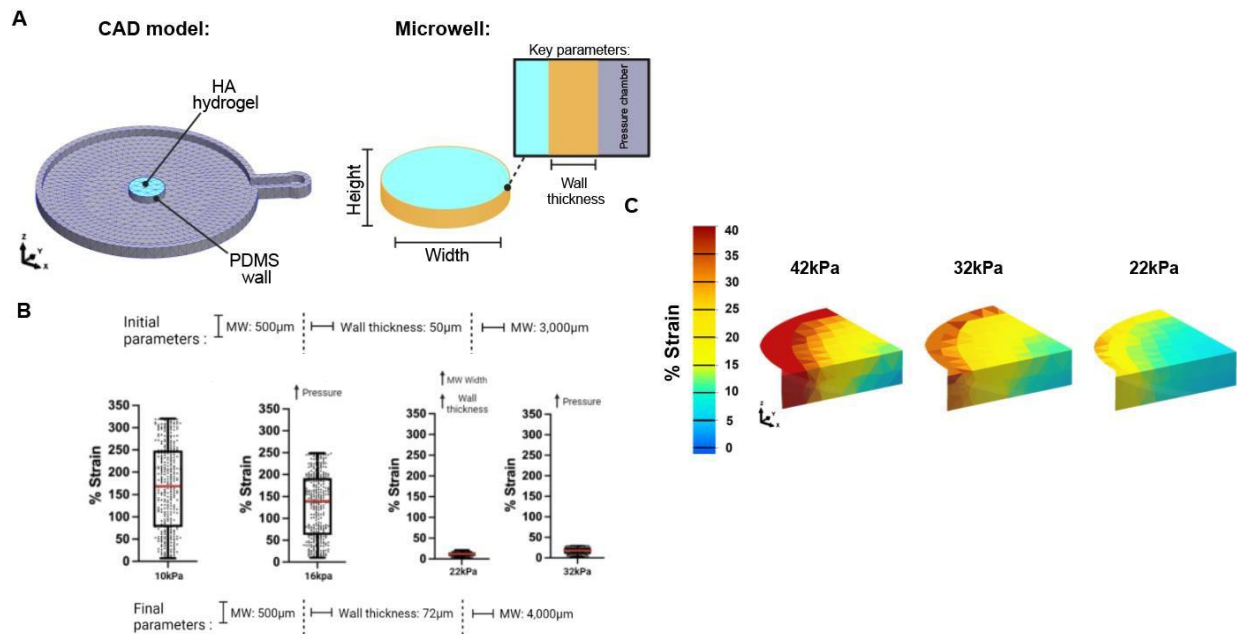 A
CAD model:
HA
hydrogel
PDMS
wall
Z
Y
X
Microwell:
Key parameters:
Pressure chamber
Wall
thickness
Height
Width
B
Initial
parameters :
MW: 500µm
Wall thickness: 50µm
MW: 3,000µm
% Strain
350
300
250
200
150
100
50
0
10kPa
↑ Pressure
% Strain
350
300
250
200
150
100
50
0
16kpa
↑ MW Width
↑ Wall
thickness
% Strain
350
300
250
200
150
100
50
0
22kPa
↑ Pressure
% Strain
350
300
250
200
150
100
50
0
32kPa
Final
parameters :
MW: 500µm
Wall thickness: 72µm
MW: 4,000µm
C
% Strain
40
35
30
25
20
15
10
5
0
42kPa
32kPa
22kPa
Z
Y
X